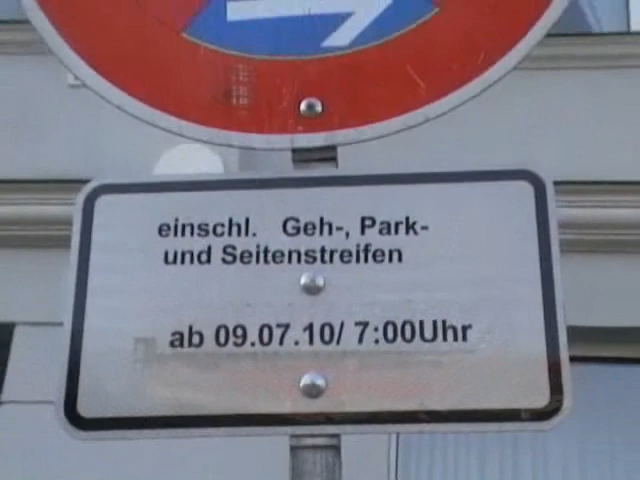 einschl. Geh-, Park-
und Seitenstreifen
ab 09.07.10/ 7:00Uhr